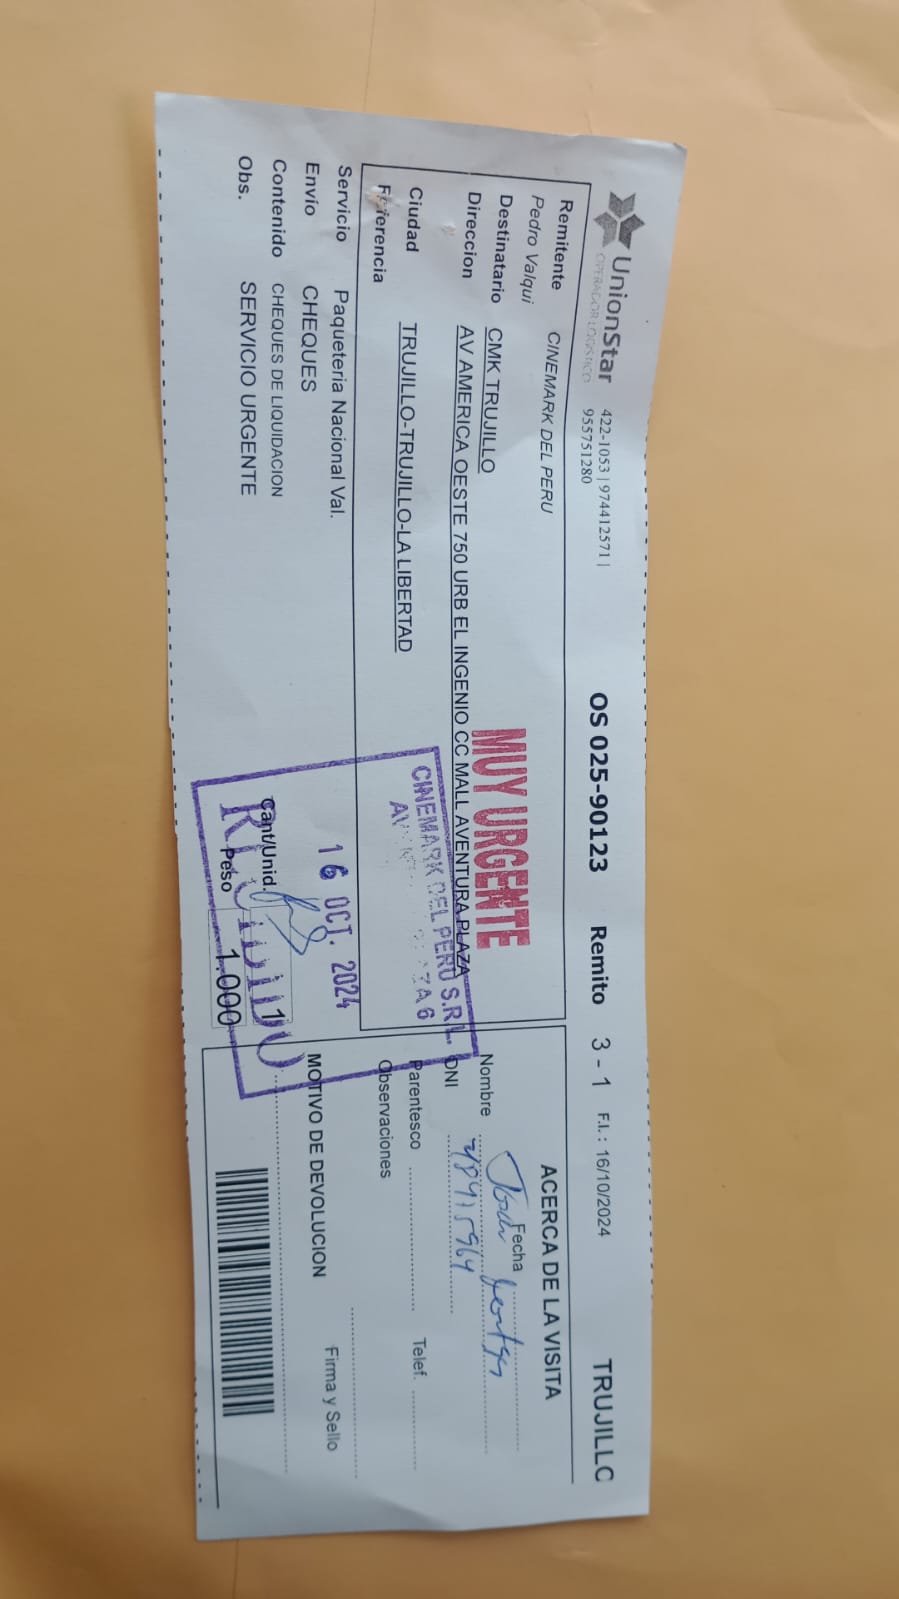 UnionStar
OPERADOR LOGISTICO
422-1053 | 974412571 |
955751280
OS 025-90123
Remito 3 - 1
F.I. : 16/10/2024
TRUJILLO
Remitente CINEMARK DEL PERU
Pedro Valqui
Destinatario CMK TRUJILLO
Direccion AV AMERICA OESTE 750 URB EL INGENIO CC MALL AVENTURA PLAZA
Ciudad TRUJILLO-TRUJILLO-LA LIBERTAD
Referencia
MUY URGENTE
Servicio Paqueteria Nacional Val.
Envio CHEQUES
Contenido CHEQUES DE LIQUIDACION
Obs. SERVICIO URGENTE
CINEMARK DEL PERU S.R.L.
16 OCT. 2024
Cant/Unid. 1
Peso 1.000
ACERCA DE LA VISITA
Fecha
Nombre
DNI
Parentesco
Telef.
Observaciones
MOTIVO DE DEVOLUCION
Firma y Sello